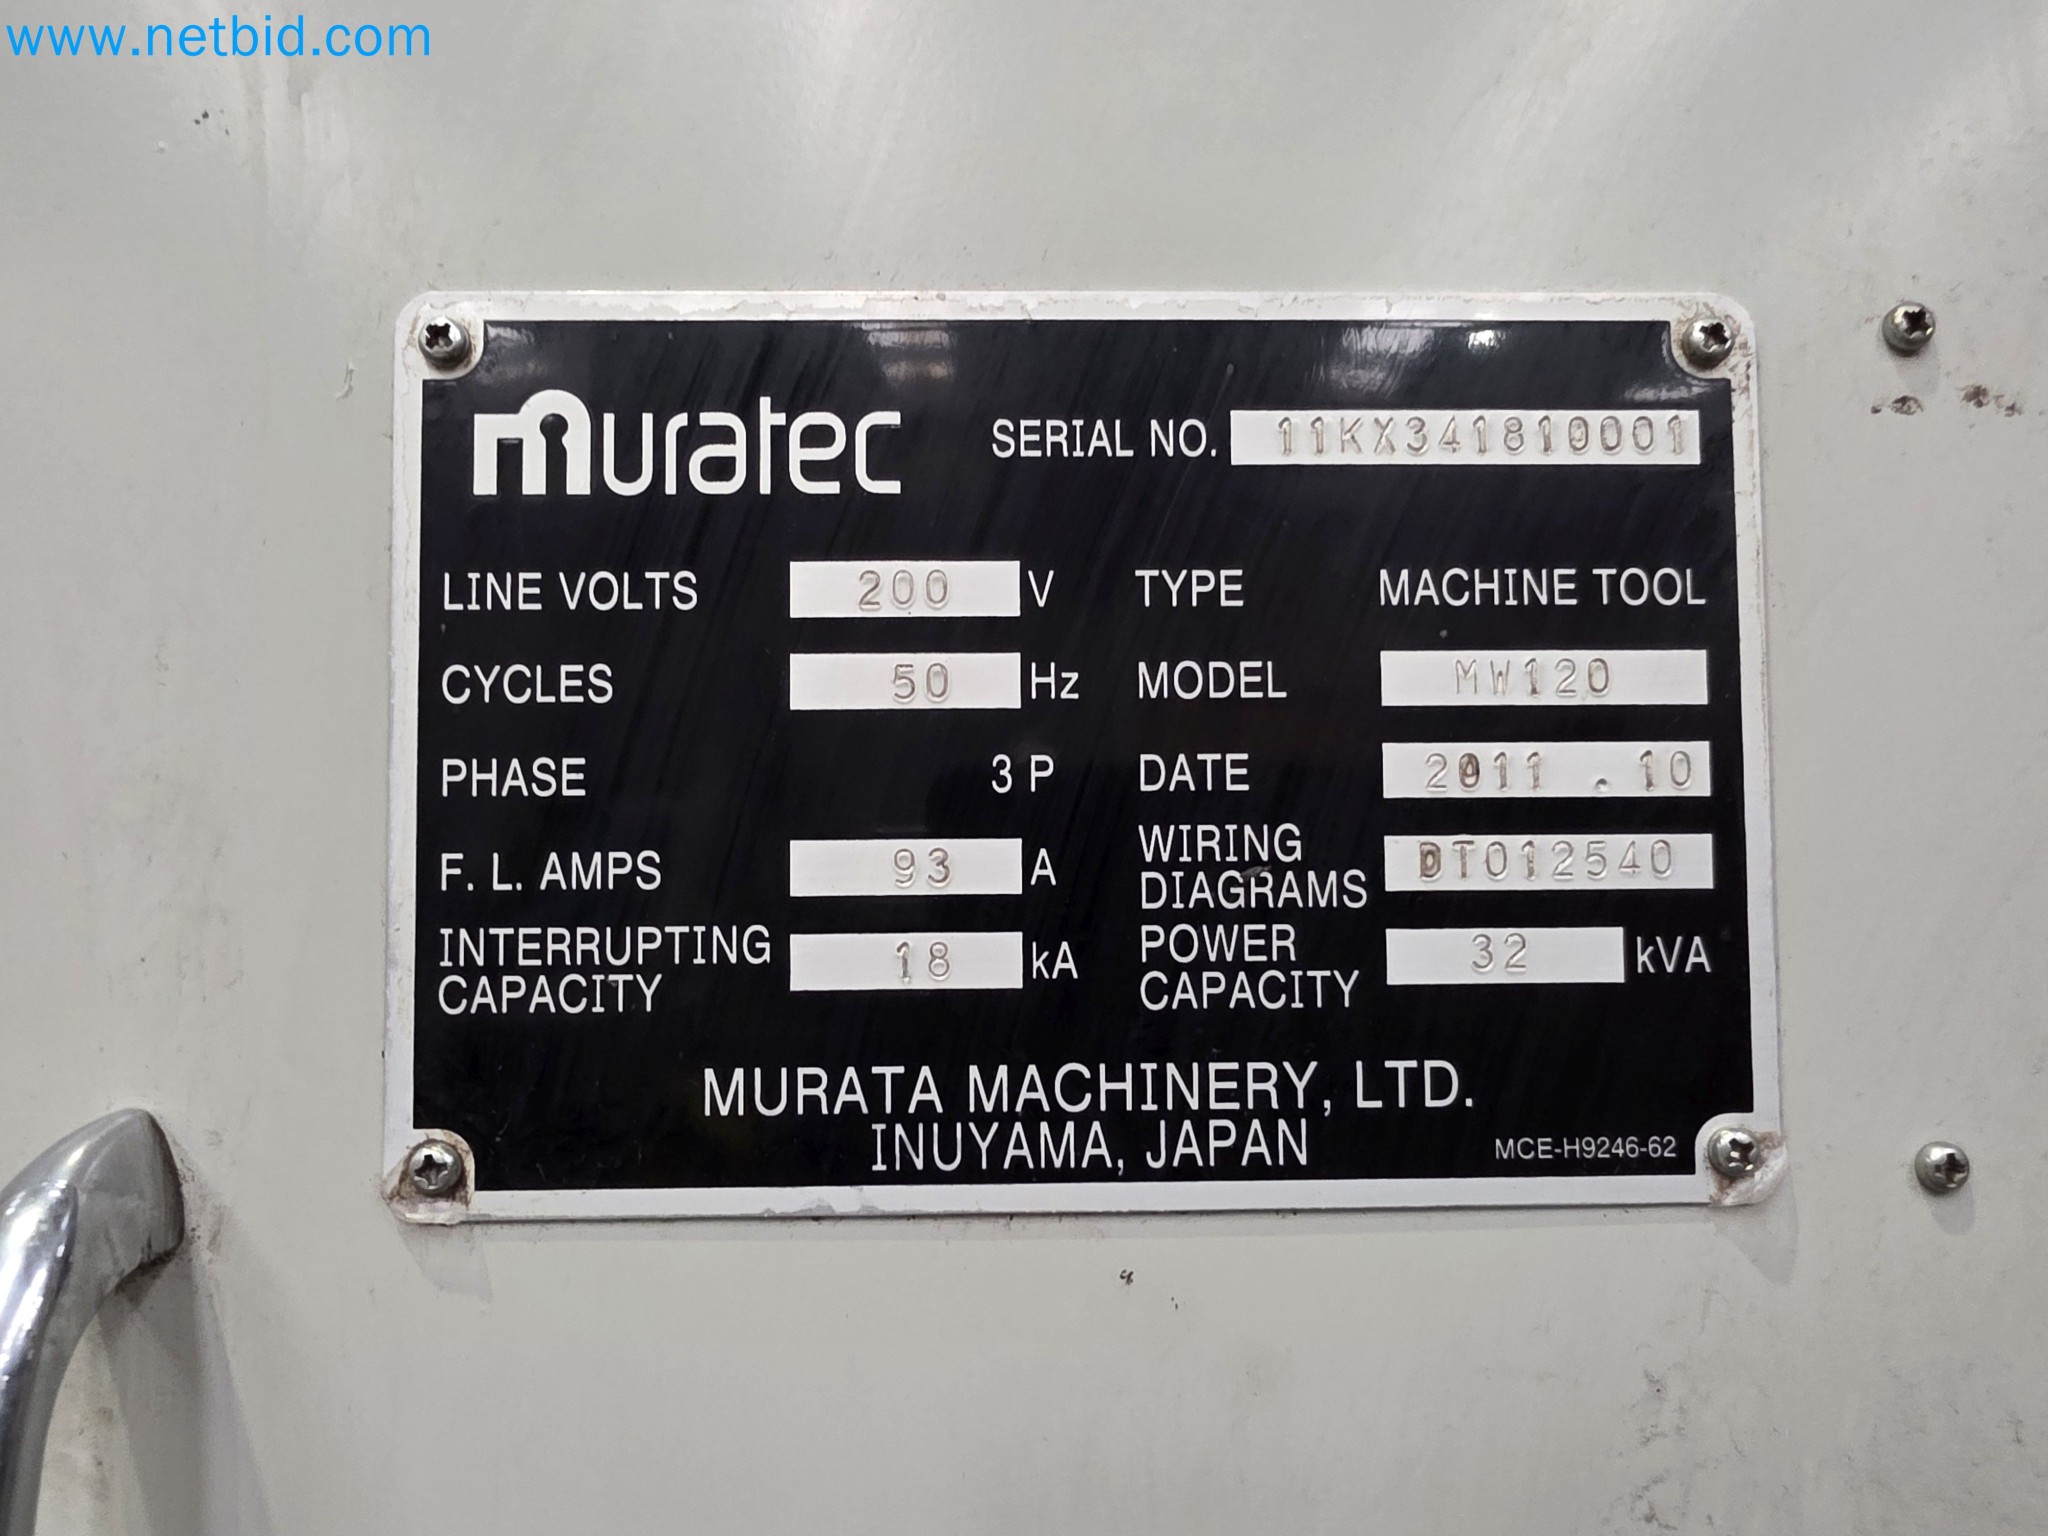 www.netbid.com
muratec SERIAL NO. 11KX341810001
LINE VOLTS 200 V TYPE MACHINE TOOL
CYCLES 50 Hz MODEL MW120
PHASE 3 P DATE 2011 .10
F. L. AMPS 93 A WIRING DIAGRAMS DT012540
INTERRUPTING CAPACITY 18 kA POWER CAPACITY 32 kVA
MURATA MACHINERY, LTD.
INUYAMA, JAPAN
MCE-H9246-62